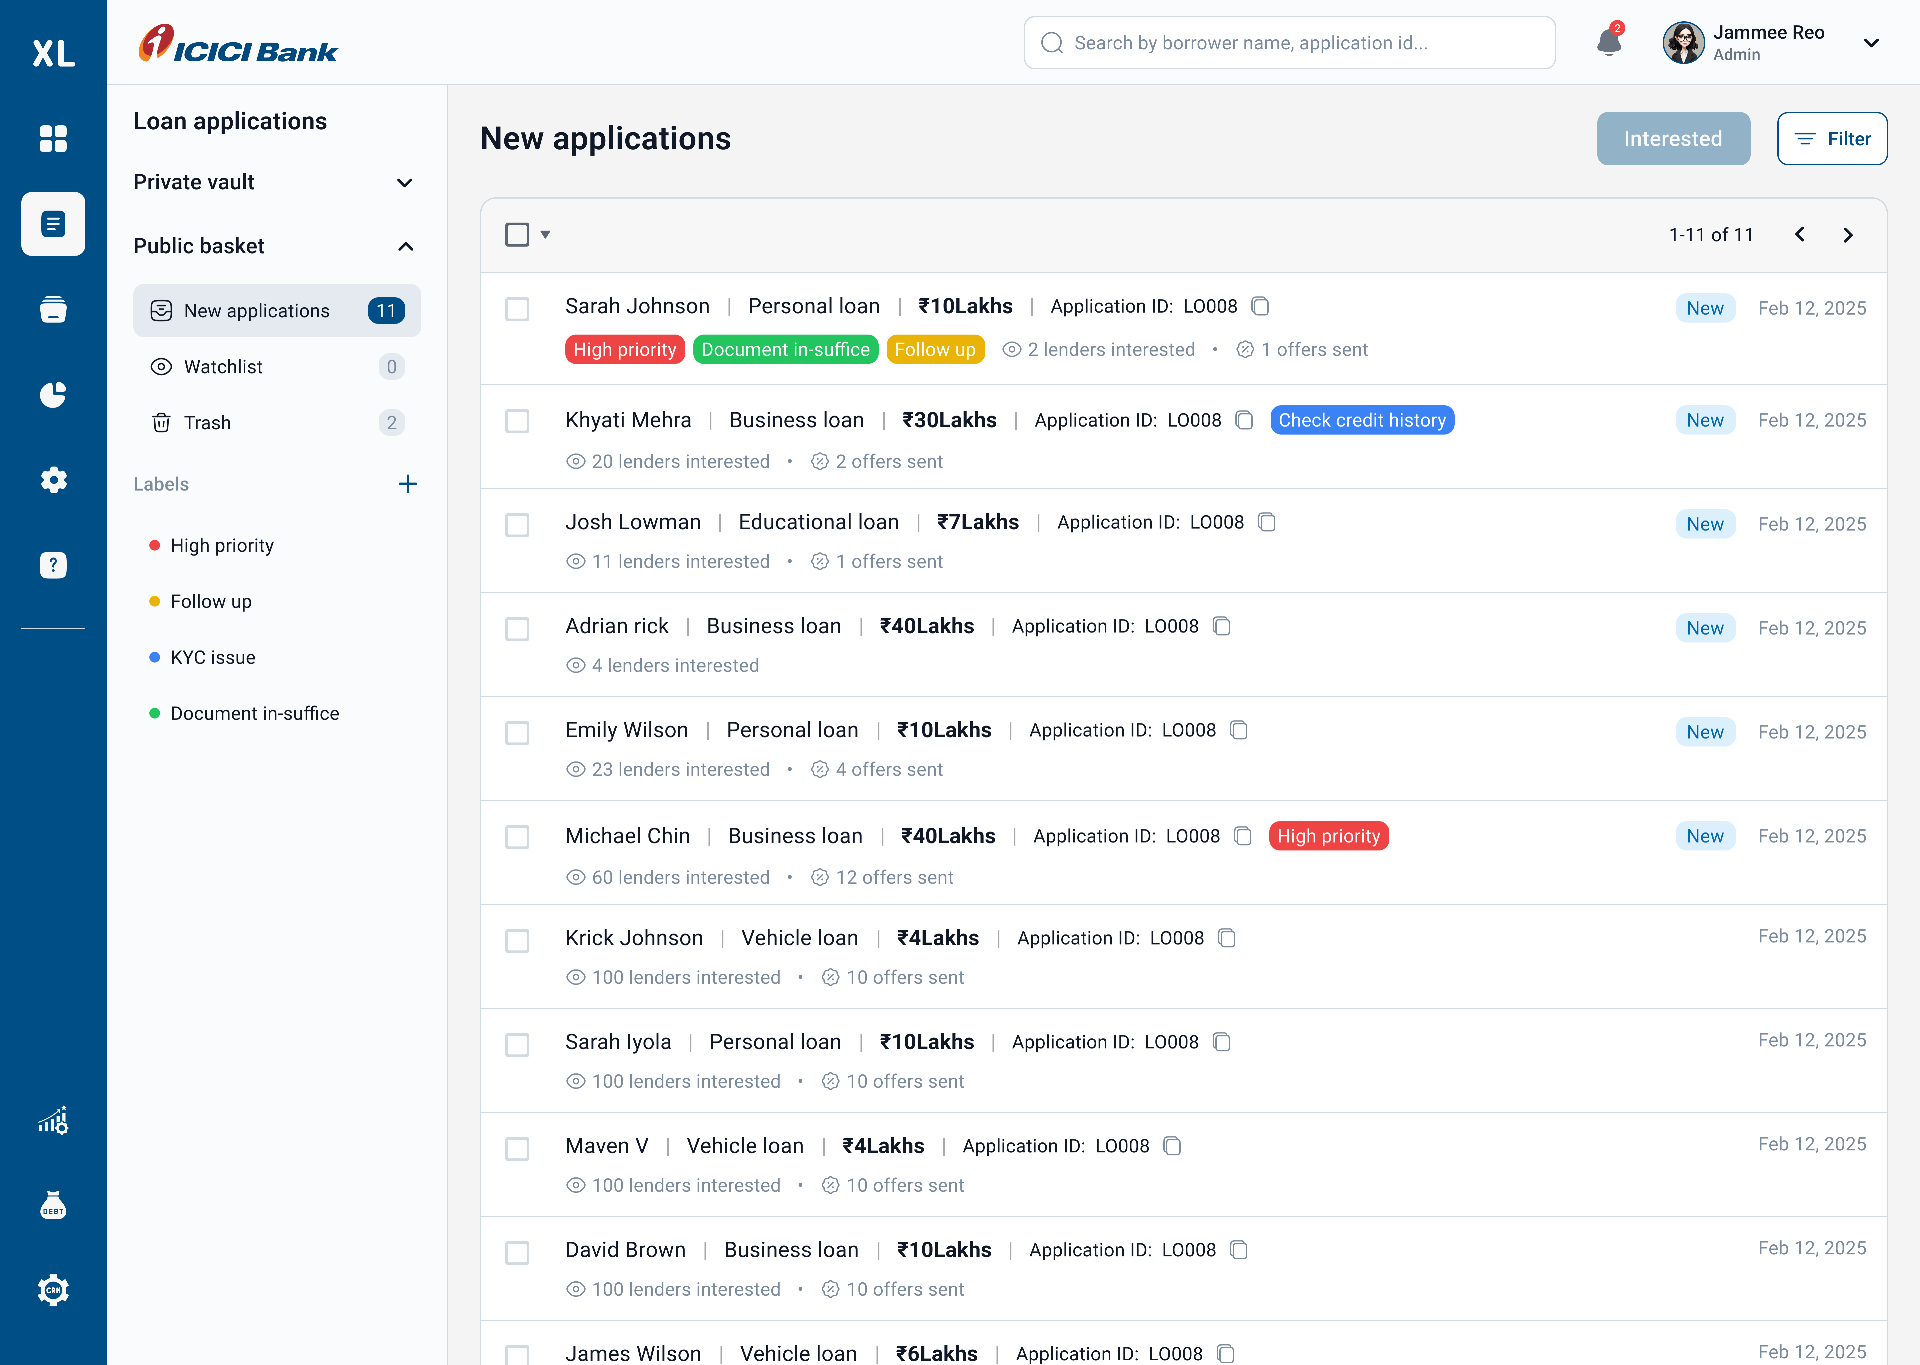 XL
ICICI Bank
Search by borrower name, application id...
2
Jammee Reo
Admin
Loan applications
Private vault
Public basket
New applications 11
Watchlist 0
Trash 2
Labels
High priority
Follow up
KYC issue
Document in-suffice
?
DEBT
CRM
New applications
Interested
Filter
1-11 of 11
Sarah Johnson | Personal loan | ₹10Lakhs | Application ID: LO008 New Feb 12, 2025
High priority Document in-suffice Follow up 2 lenders interested • 1 offers sent
Khyati Mehra | Business loan | ₹30Lakhs | Application ID: LO008 Check credit history New Feb 12, 2025
20 lenders interested • 2 offers sent
Josh Lowman | Educational loan | ₹7Lakhs | Application ID: LO008 New Feb 12, 2025
11 lenders interested • 1 offers sent
Adrian rick | Business loan | ₹40Lakhs | Application ID: LO008 New Feb 12, 2025
4 lenders interested
Emily Wilson | Personal loan | ₹10Lakhs | Application ID: LO008 New Feb 12, 2025
23 lenders interested • 4 offers sent
Michael Chin | Business loan | ₹40Lakhs | Application ID: LO008 High priority New Feb 12, 2025
60 lenders interested • 12 offers sent
Krick Johnson | Vehicle loan | ₹4Lakhs | Application ID: LO008 Feb 12, 2025
100 lenders interested • 10 offers sent
Sarah Iyola | Personal loan | ₹10Lakhs | Application ID: LO008 Feb 12, 2025
100 lenders interested • 10 offers sent
Maven V | Vehicle loan | ₹4Lakhs | Application ID: LO008 Feb 12, 2025
100 lenders interested • 10 offers sent
David Brown | Business loan | ₹10Lakhs | Application ID: LO008 Feb 12, 2025
100 lenders interested • 10 offers sent
James Wilson | Vehicle loan | ₹6Lakhs | Application ID: LO008 Feb 12, 2025